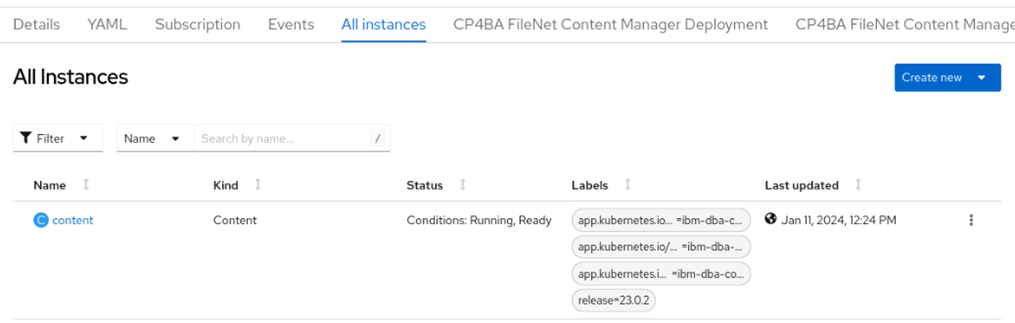 Details YAML Subscription Events All instances CP4BA FileNet Content Manager Deployment CP4BA FileNet Content Manage
All Instances
Create new
Filter Name Search by name... /
Name Kind Status Labels Last updated
C content Content Conditions: Running, Ready app.kubernetes.io... =ibm-dba-c... Jan 11, 2024, 12:24 PM
app.kubernetes.io/... =ibm-dba-...
app.kubernetes.i... =ibm-dba-co...
release=23.0.2